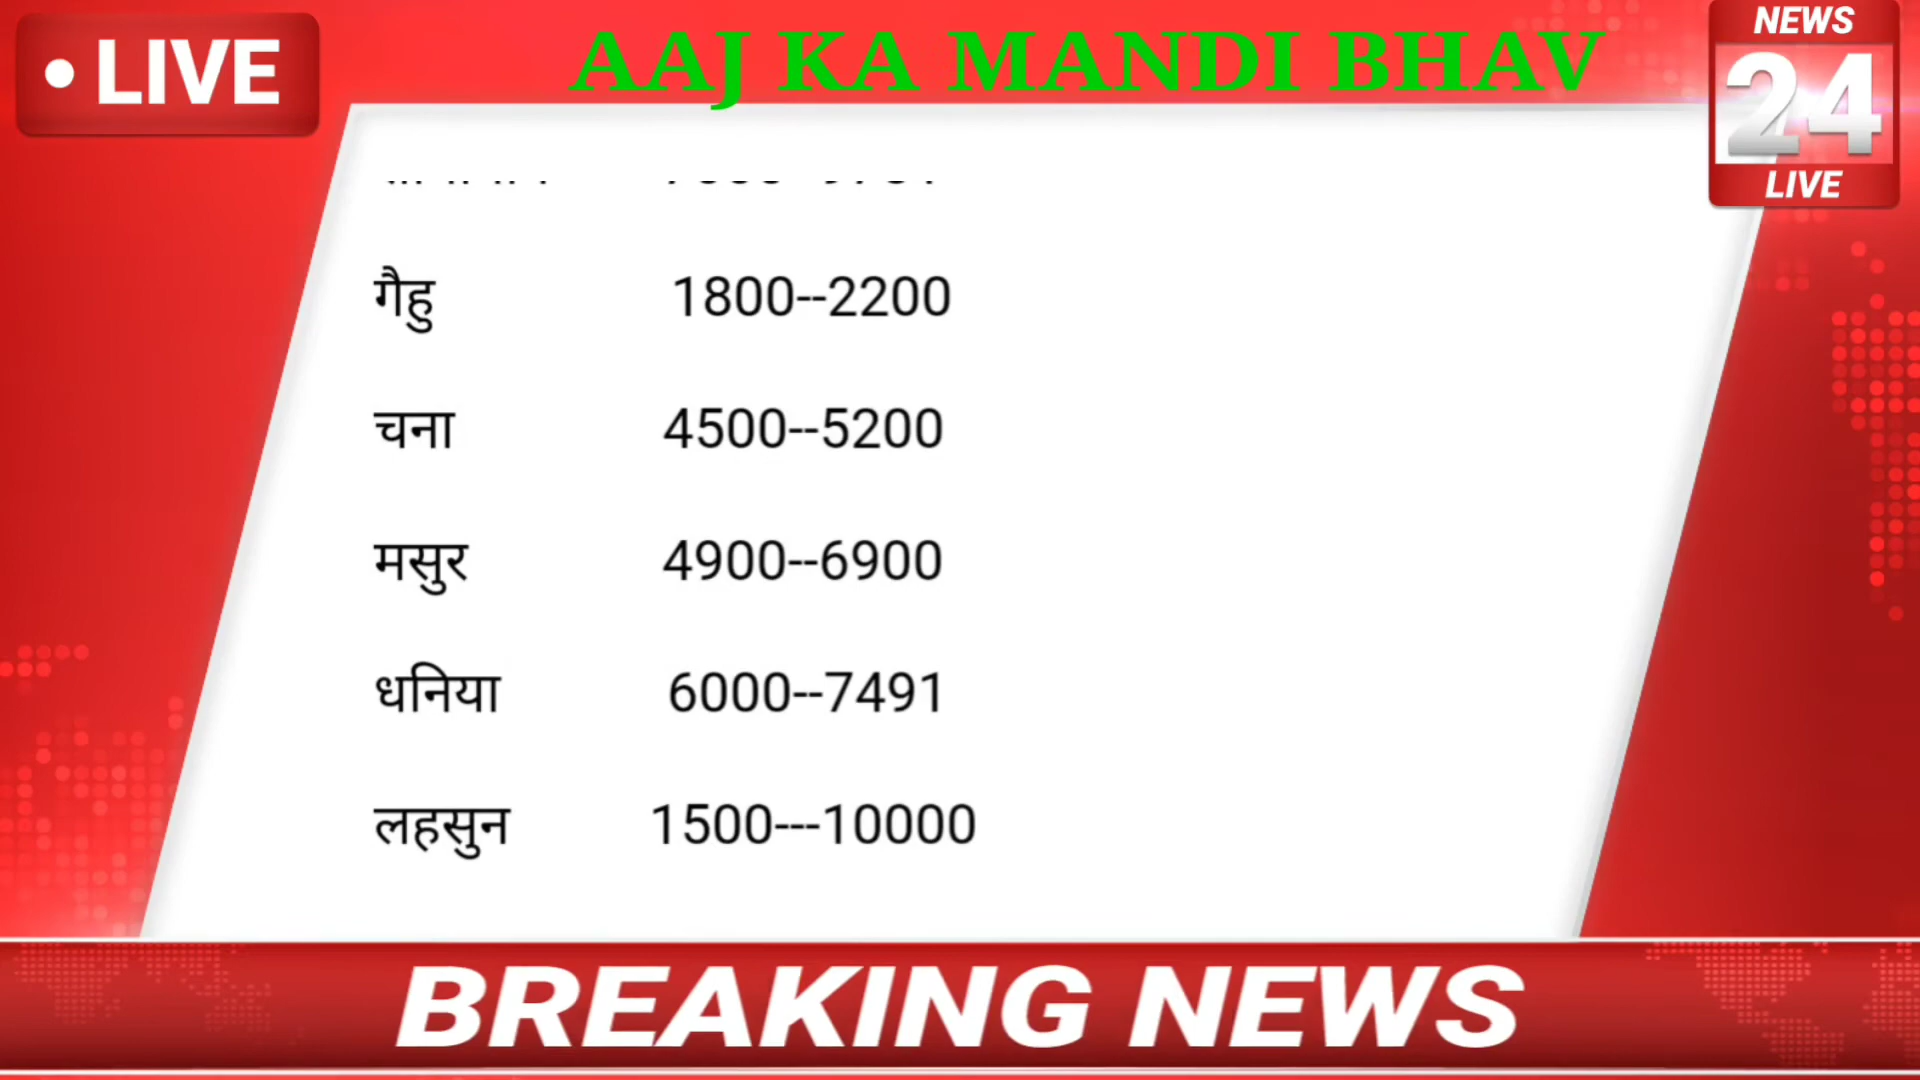 • LIVE
AAJ KA MANDI BHAV
NEWS
24
LIVE
गैहु 1800--2200
चना 4500--5200
मसुर 4900--6900
धनिया 6000--7491
लहसुन 1500---10000
BREAKING NEWS